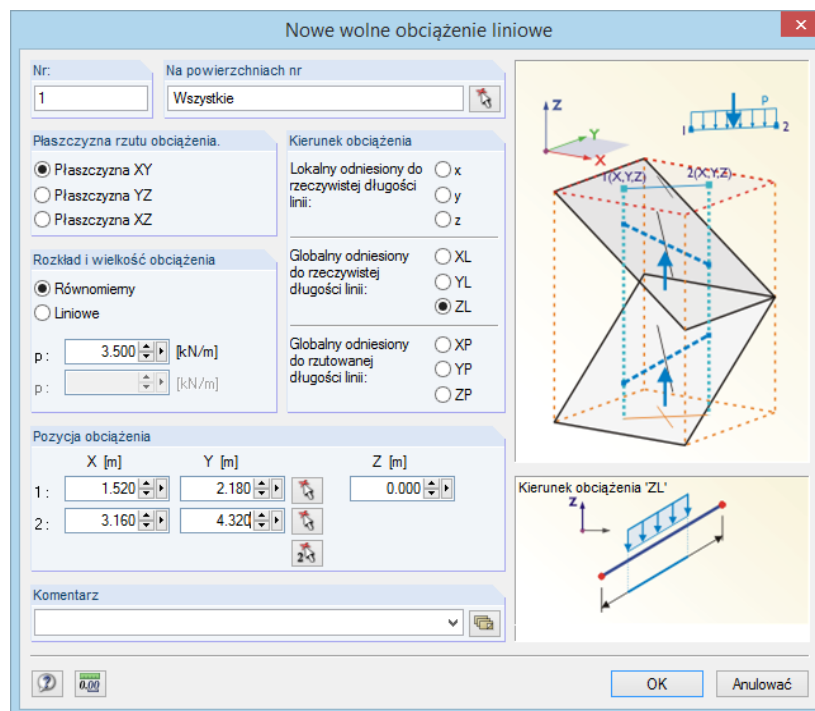 Nowe wolne obciążenie liniowe
Nr:
Na powierzchniach nr
1
Wszystkie
Płaszczyzna rzutu obciążenia.
Płaszczyzna XY
Płaszczyzna YZ
Płaszczyzna XZ
Kierunek obciążenia
Lokalny odniesiony do
rzeczywistej długości
linii:
x
y
z
Globalny odniesiony
do rzeczywistej
długości linii:
XL
YL
ZL
Globalny odniesiony
do rzutowanej
długości linii:
XP
YP
ZP
Rozkład i wielkość obciążenia
Równomierny
Liniowe
p : 3.500 [kN/m]
p : [kN/m]
Pozycja obciążenia
X [m] Y [m] Z [m]
1 : 1.520 2.180 0.000
2 : 3.160 4.320
2
Komentarz
Z
Y
X
p
1
2
1(X,Y,Z)
2(X,Y,Z)
Kierunek obciążenia 'ZL'
Z
0.00
OK
Anulować